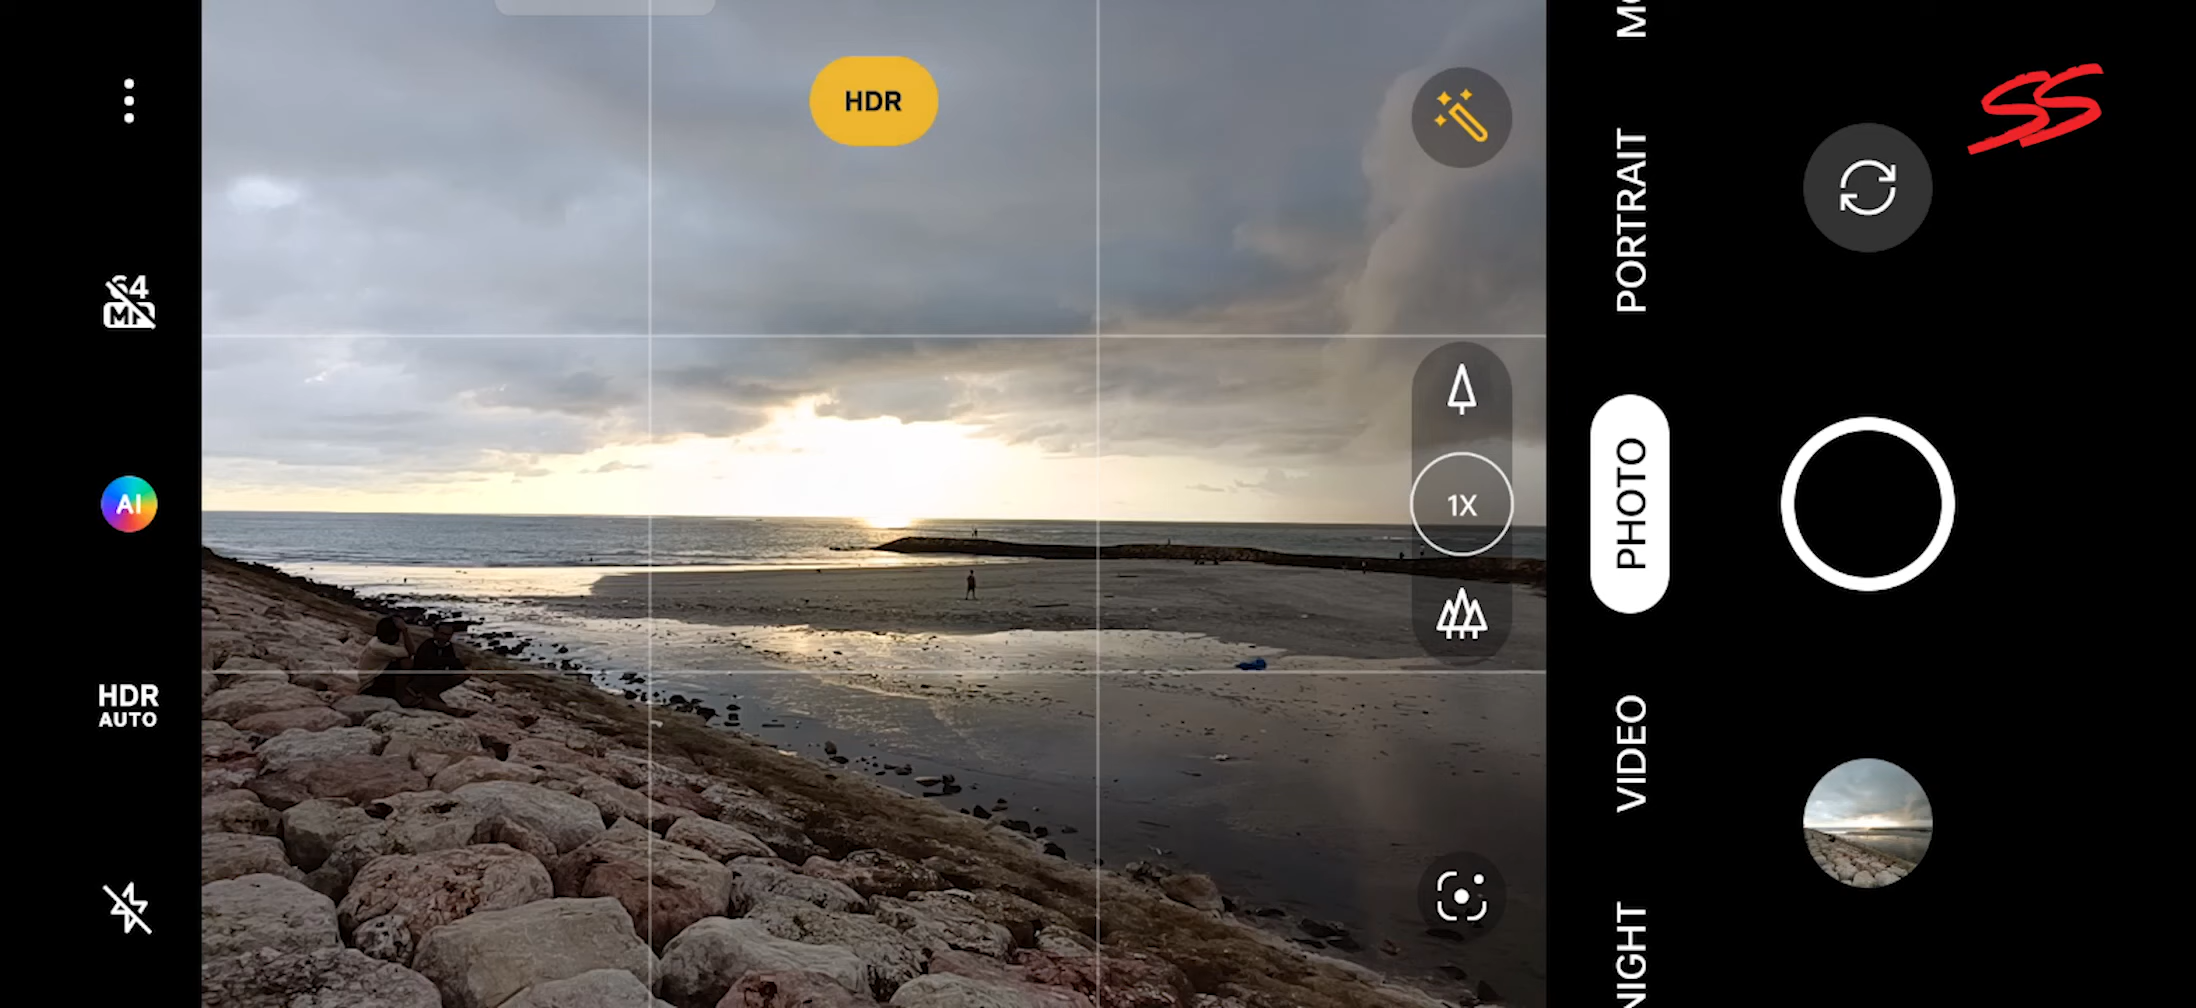 HDR
SS
64
MP
AI
1X
HDR
AUTO
PORTRAIT
PHOTO
VIDEO
NIGHT